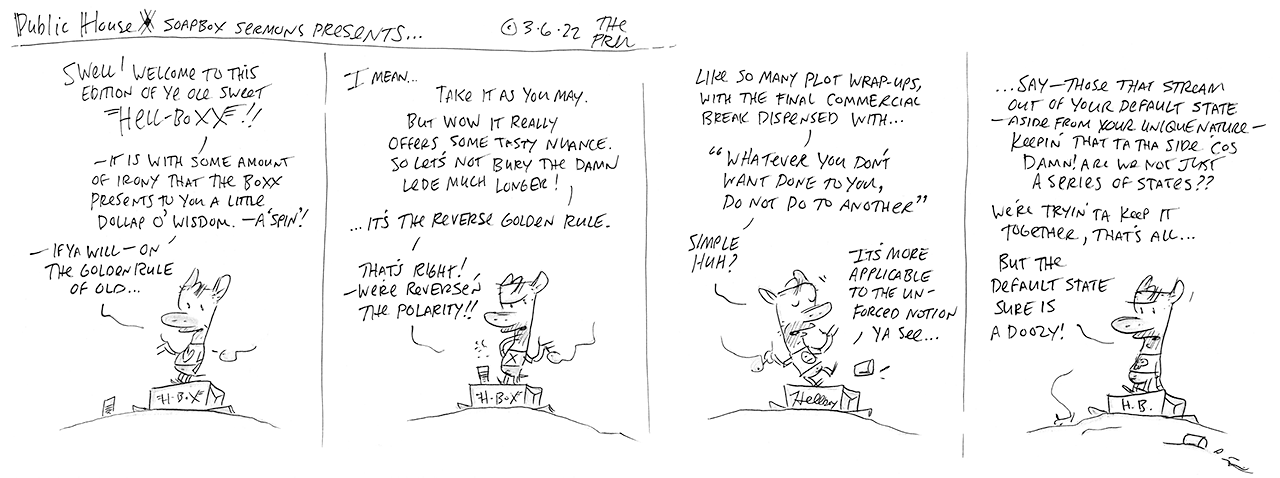 Public House X SOAPBOX SERMONS PRESENTS...
© 3·6·22
THE
PRU
SWELL! WELCOME TO THIS
EDITION OF YE OLE SWEET
HELL-BOXX!!
—IT IS WITH SOME AMOUNT
OF IRONY THAT THE BOXX
PRESENTS TO YOU A LITTLE
DOLLAP O' WISDOM. —A 'SPIN'!
—IF YA WILL—ON
THE GOLDEN RULE
OF OLD...
H-BOX
I MEAN...
TAKE IT AS YOU MAY.
BUT WOW IT REALLY
OFFERS SOME TASTY NUANCE.
SO LET'S NOT BURY THE DAMN
LEDE MUCH LONGER!
...IT'S THE REVERSE GOLDEN RULE.
THAT'S RIGHT!
—WE'RE REVERSEN'
THE POLARITY!!
H-BOX
LIKE SO MANY PLOT WRAP-UPS,
WITH THE FINAL COMMERCIAL
BREAK DISPENSED WITH...
"WHATEVER YOU DON'T
WANT DONE TO YOU,
DO NOT DO TO ANOTHER"
SIMPLE
HUH?
—IT'S MORE
APPLICABLE
TO THE UN-
FORCED NOTION
YA SEE...
...SAY—THOSE THAT STREAM
OUT OF YOUR DEFAULT STATE
—ASIDE FROM YOUR UNIQUE NATURE—
KEEPIN' THAT TA THA SIDE COS
DAMN! ARE WE NOT JUST
A SERIES OF STATES??
WE'RE TRYIN' TA KEEP IT
TOGETHER, THAT'S ALL...
BUT THE
DEFAULT STATE
SURE IS
A DOOZY!
H.B.